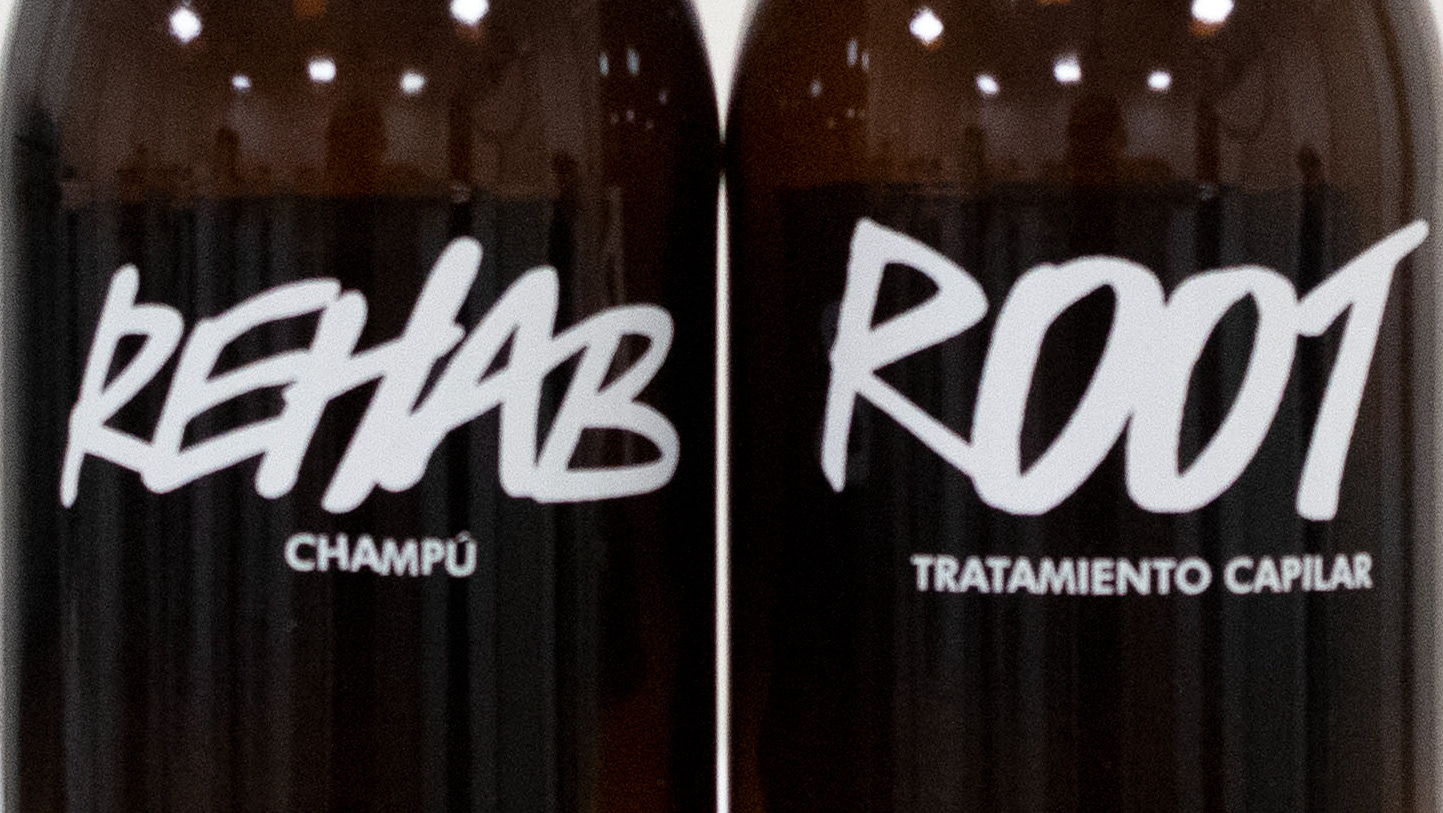 REHAB
CHAMPÚ
ROOT
TRATAMIENTO CAPILAR